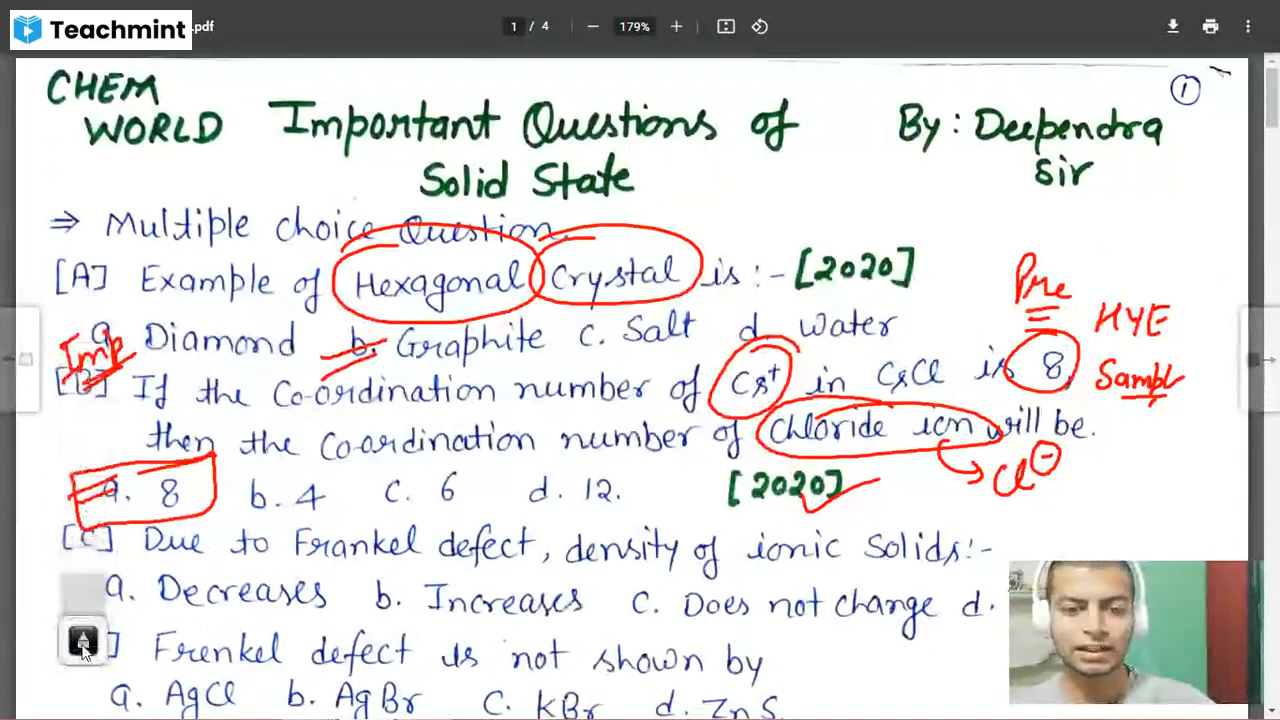 Teachmint
.pdf
1 / 4
179%
CHEM WORLD
Important Questions of Solid State
By : Deependra Sir
1
⇒ Multiple choice Question.
[A] Example of Hexagonal Crystal is :- [2020]
a. Diamond b. Graphite c. Salt d. Water
Imp
Pre
HYE
Sampl
[B] If the Co-ordination number of Cs+ in CsCl is 8,
then the Co-ordination number of Chloride ion will be.
Cl⊖
a. 8 b. 4 c. 6 d. 12. [2020]
[C] Due to Frankel defect, density of ionic Solids:-
a. Decreases b. Increases c. Does not change d.
] Frenkel defect is not shown by
a. AgCl b. AgBr c. KBr d. ZnS